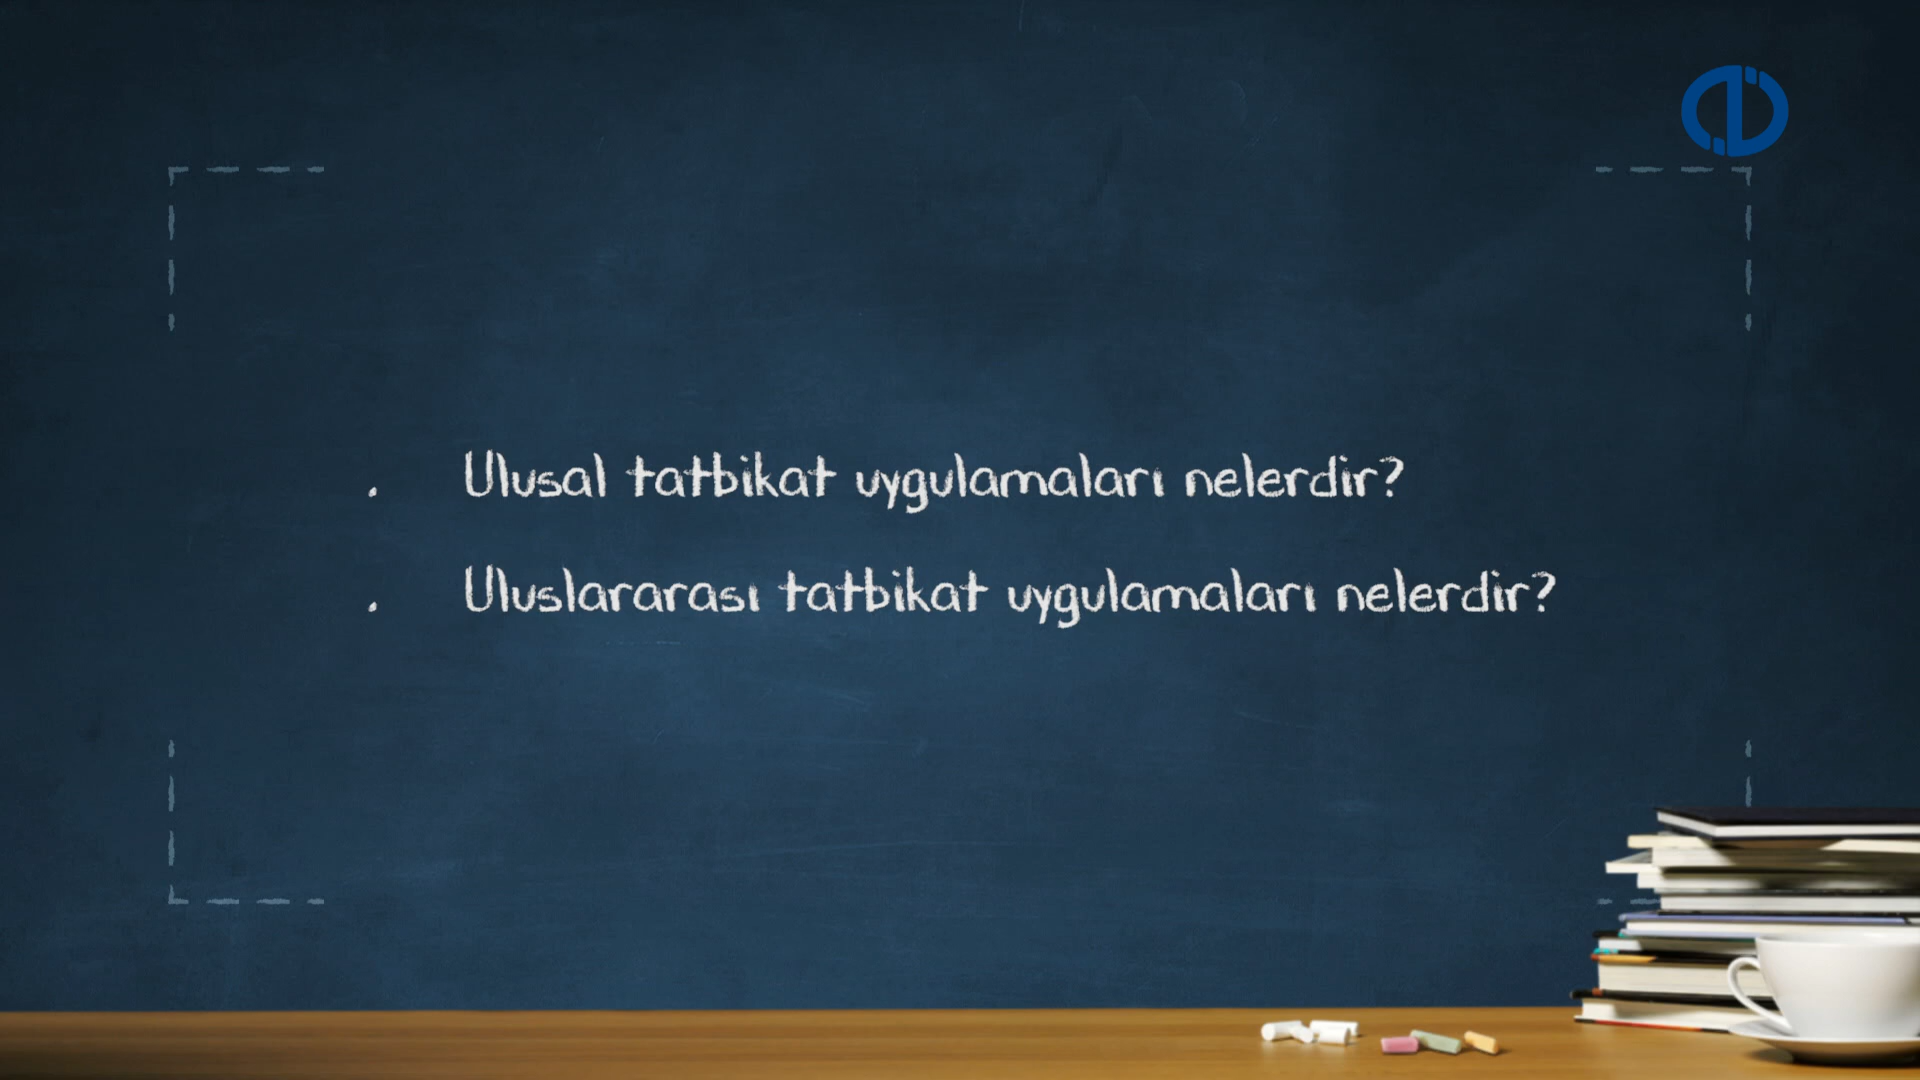 . Ulusal tatbikat uygulamaları nelerdir?
. Uluslararası tatbikat uygulamaları nelerdir?